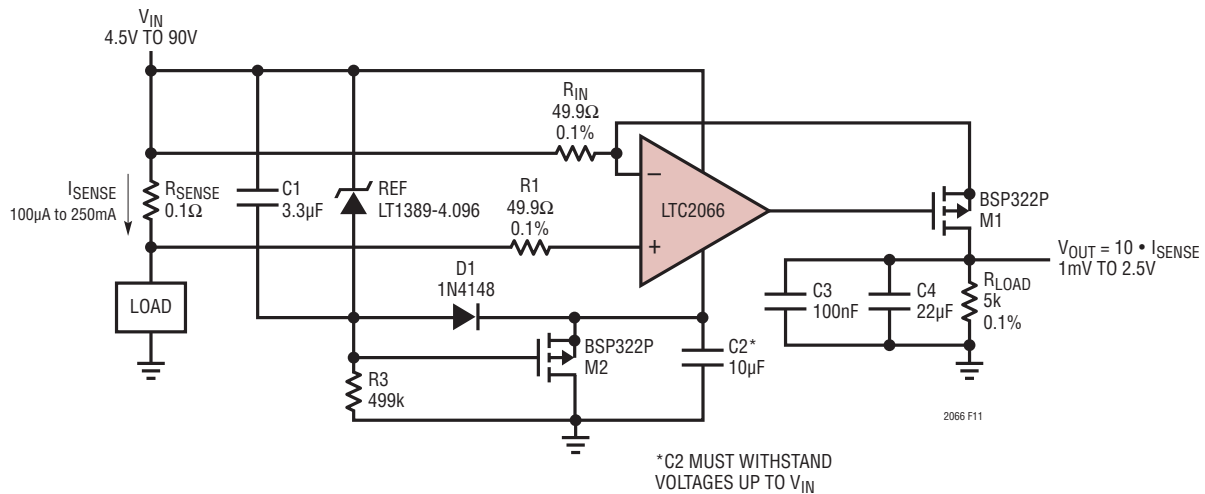 VIN
4.5V TO 90V
RIN
49.9Ω
0.1%
ISENSE
100µA to 250mA
RSENSE
0.1Ω
C1
3.3µF
REF
LT1389-4.096
R1
49.9Ω
0.1%
–
+
LTC2066
BSP322P
M1
VOUT = 10 • ISENSE
1mV TO 2.5V
LOAD
D1
1N4148
C3
100nF
C4
22µF
RLOAD
5k
0.1%
BSP322P
M2
C2*
10µF
R3
499k
2066 F11
*C2 MUST WITHSTAND
VOLTAGES UP TO VIN